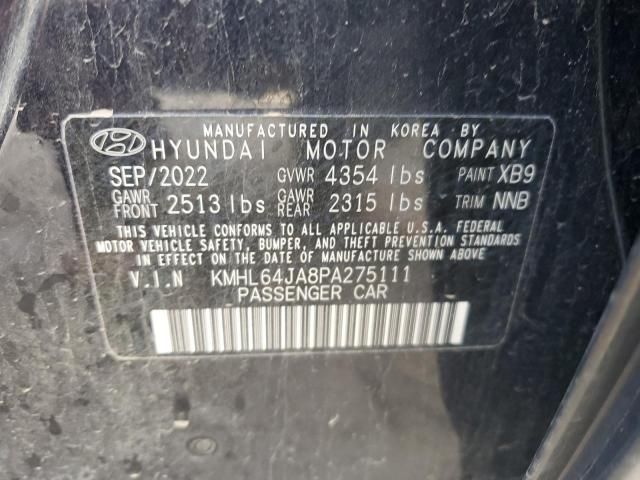 MANUFACTURED IN KOREA BY
HYUNDAI MOTOR COMPANY
SEP/2022 GVWR 4354 lbs PAINT XB9
GAWR FRONT 2513 lbs GAWR REAR 2315 lbs TRIM NNB
THIS VEHICLE CONFORMS TO ALL APPLICABLE U.S.A. FEDERAL
MOTOR VEHICLE SAFETY, BUMPER, AND THEFT PREVENTION STANDARDS
IN EFFECT ON THE DATE OF MANUFACTURE SHOWN ABOVE.
V.I.N KMHL64JA8PA275111
PASSENGER CAR